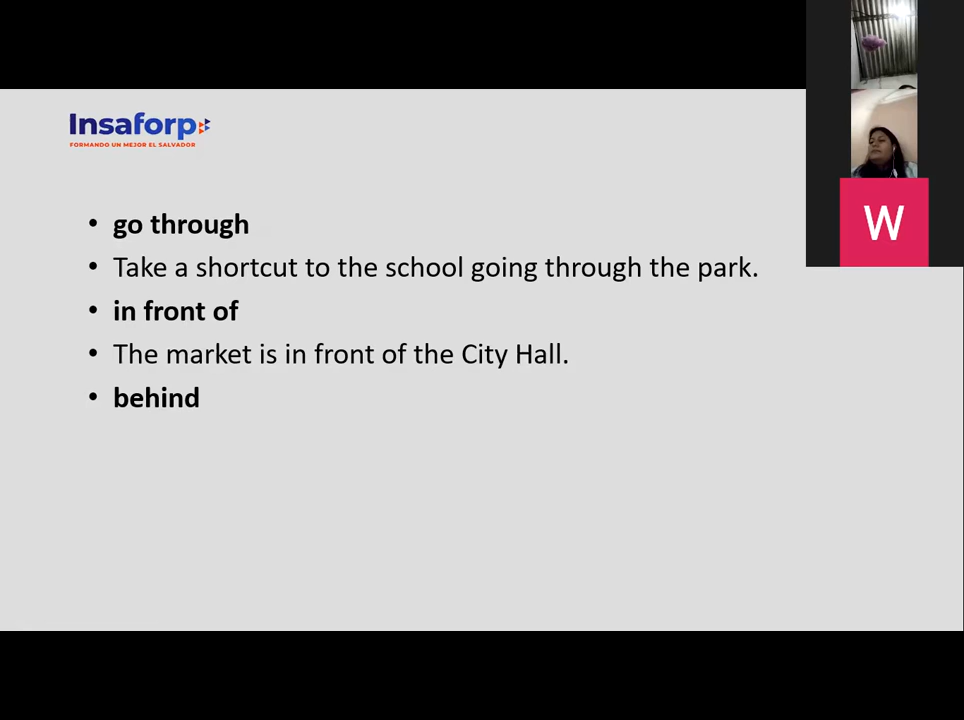 Insaforp
FORMANDO UN MEJOR EL SALVADOR
• go through
• Take a shortcut to the school going through the park.
• in front of
• The market is in front of the City Hall.
• behind
W